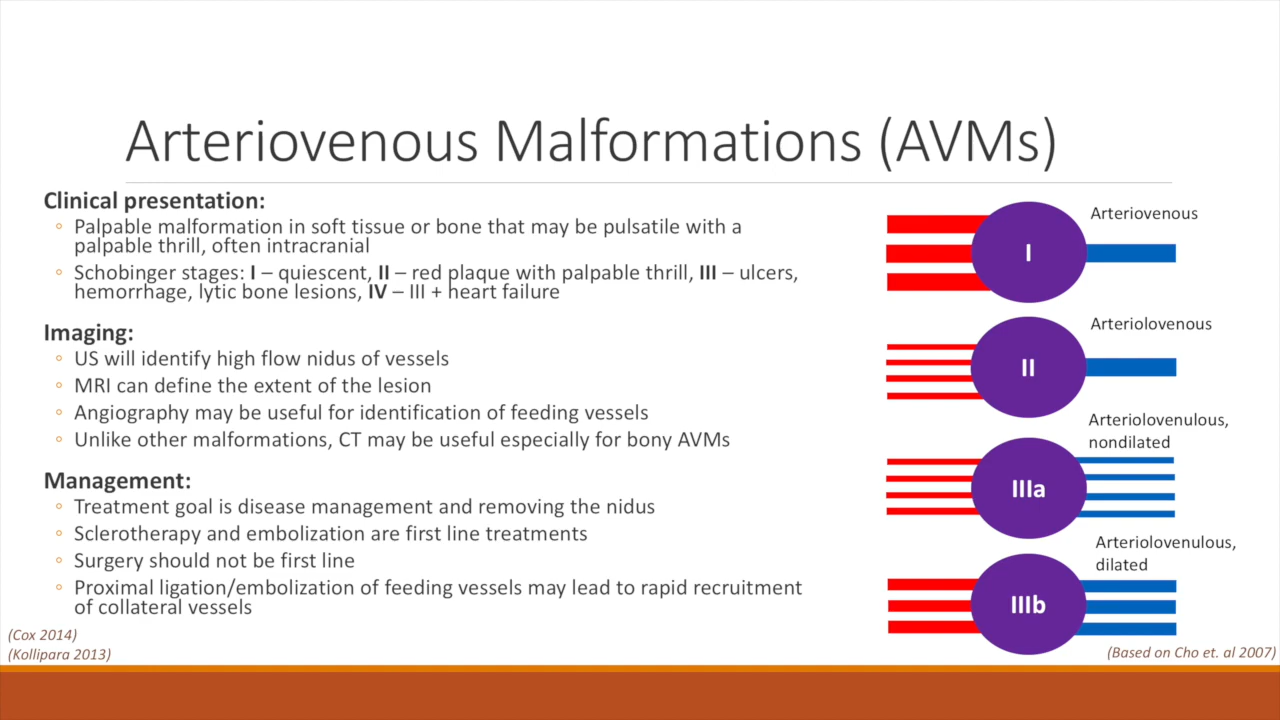 Arteriovenous Malformations (AVMs)
Clinical presentation:
◦ Palpable malformation in soft tissue or bone that may be pulsatile with a
palpable thrill, often intracranial
◦ Schobinger stages: I – quiescent, II – red plaque with palpable thrill, III – ulcers,
hemorrhage, lytic bone lesions, IV – III + heart failure
Imaging:
◦ US will identify high flow nidus of vessels
◦ MRI can define the extent of the lesion
◦ Angiography may be useful for identification of feeding vessels
◦ Unlike other malformations, CT may be useful especially for bony AVMs
Management:
◦ Treatment goal is disease management and removing the nidus
◦ Sclerotherapy and embolization are first line treatments
◦ Surgery should not be first line
◦ Proximal ligation/embolization of feeding vessels may lead to rapid recruitment
of collateral vessels
(Cox 2014)
(Kollipara 2013)
Arteriovenous
I
Arteriolovenous
II
Arteriolovenulous,
nondilated
IIIa
Arteriolovenulous,
dilated
IIIb
(Based on Cho et. al 2007)